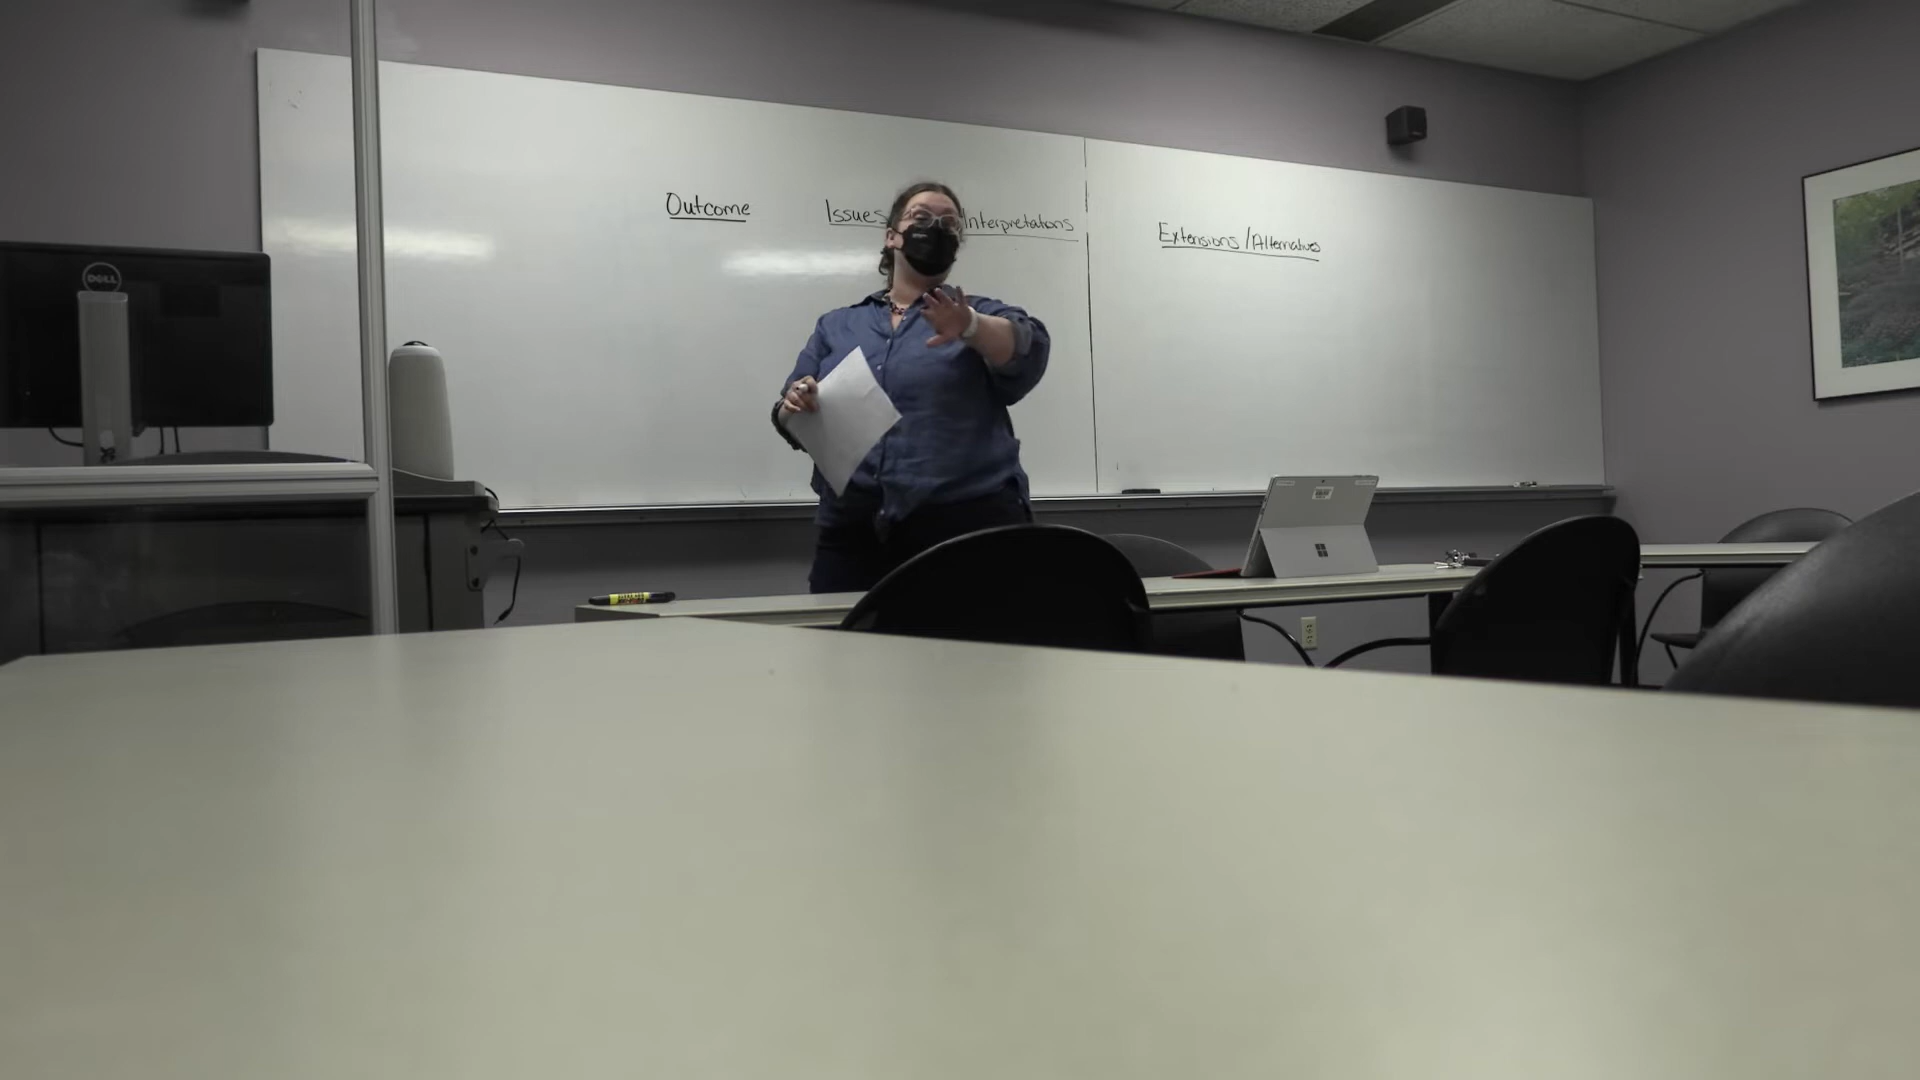 Outcome
Issues
Interpretations
Extensions/Alternatives
DELL